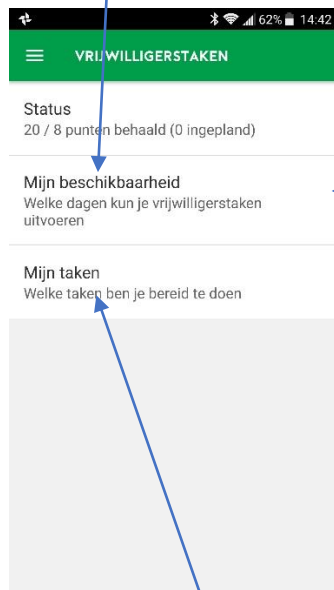 62% 14:42
VRIJWILLIGERSTAKEN
Status
20 / 8 punten behaald (0 ingepland)
Mijn beschikbaarheid
Welke dagen kun je vrijwilligerstaken
uitvoeren
Mijn taken
Welke taken ben je bereid te doen